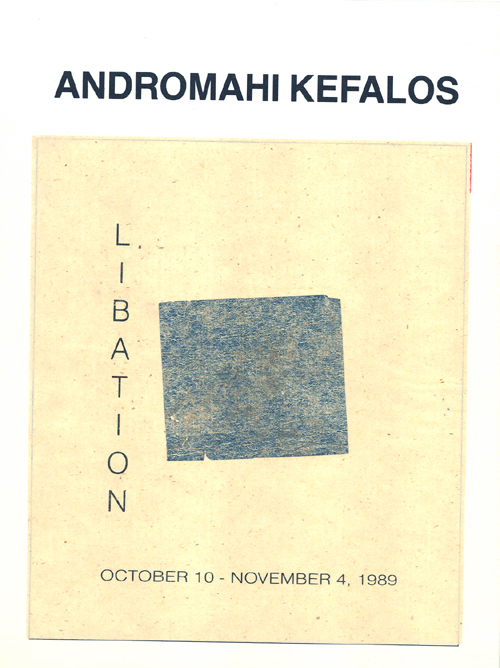 ANDROMAHI KEFALOS
LIBATION
OCTOBER 10 - NOVEMBER 4, 1989